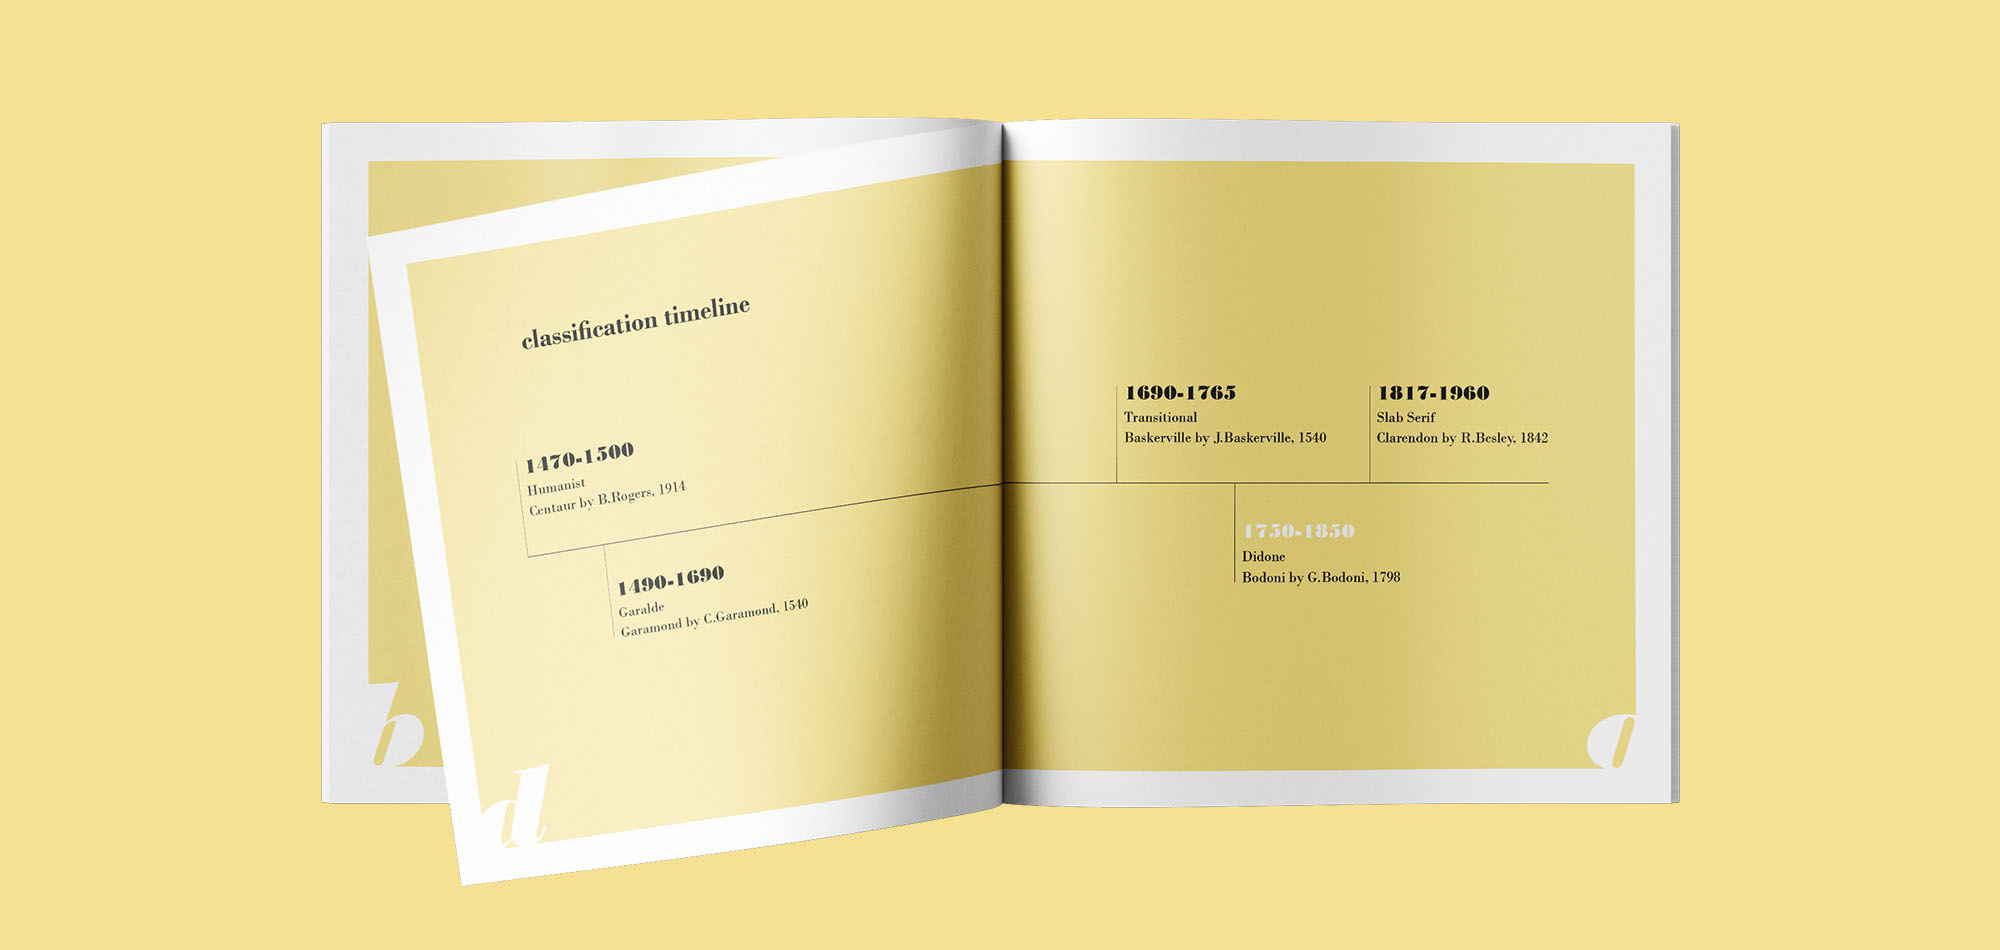 classification timeline
1470-1500
Humanist
Centaur by B.Rogers, 1914
1490-1690
Garalde
Garamond by C.Garamond, 1540
1690-1765
Transitional
Baskerville by J.Baskerville, 1540
1817-1960
Slab Serif
Clarendon by R.Besley, 1842
1750-1850
Didone
Bodoni by G.Bodoni, 1798
b
d